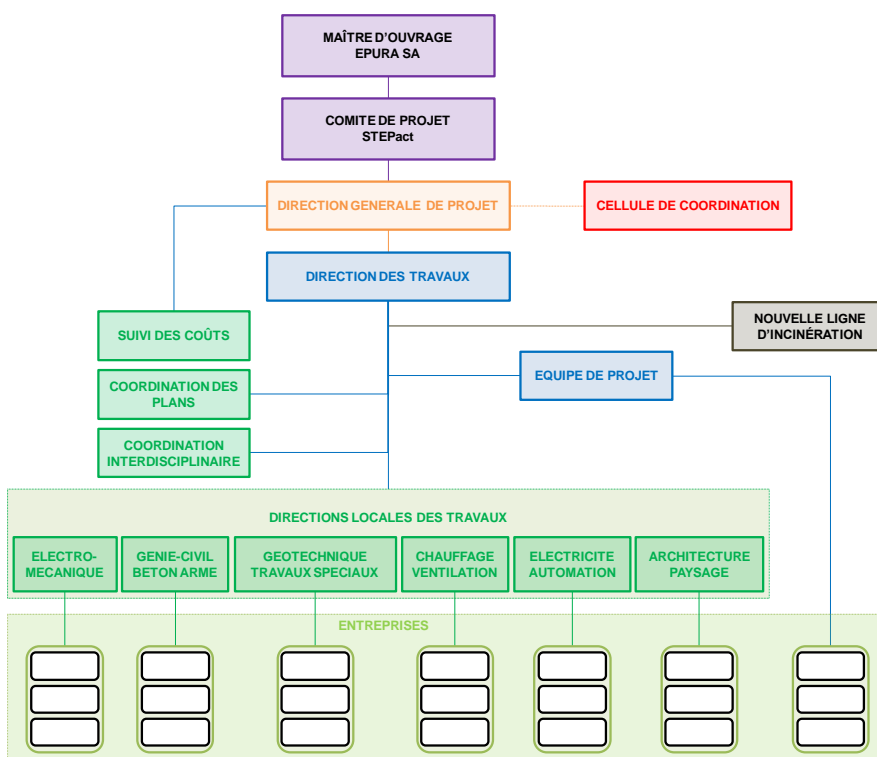 MAÎTRE D'OUVRAGE
EPURA SA
COMITE DE PROJET
STEPact
DIRECTION GENERALE DE PROJET
CELLULE DE COORDINATION
DIRECTION DES TRAVAUX
SUIVI DES COÛTS
NOUVELLE LIGNE
D'INCINÉRATION
COORDINATION DES
PLANS
EQUIPE DE PROJET
COORDINATION
INTERDISCIPLINAIRE
DIRECTIONS LOCALES DES TRAVAUX
ELECTRO-
MECANIQUE
GENIE-CIVIL
BETON ARME
GEOTECHNIQUE
TRAVAUX SPECIAUX
CHAUFFAGE
VENTILATION
ELECTRICITE
AUTOMATION
ARCHITECTURE
PAYSAGE
ENTREPRISES